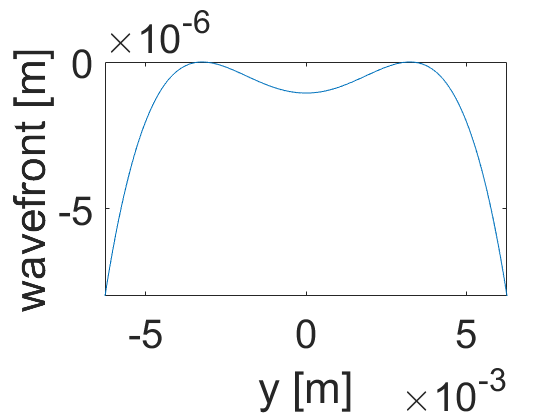 ×10⁻⁶
0
-5
wavefront [m]
-5 0 5
y [m] ×10⁻³